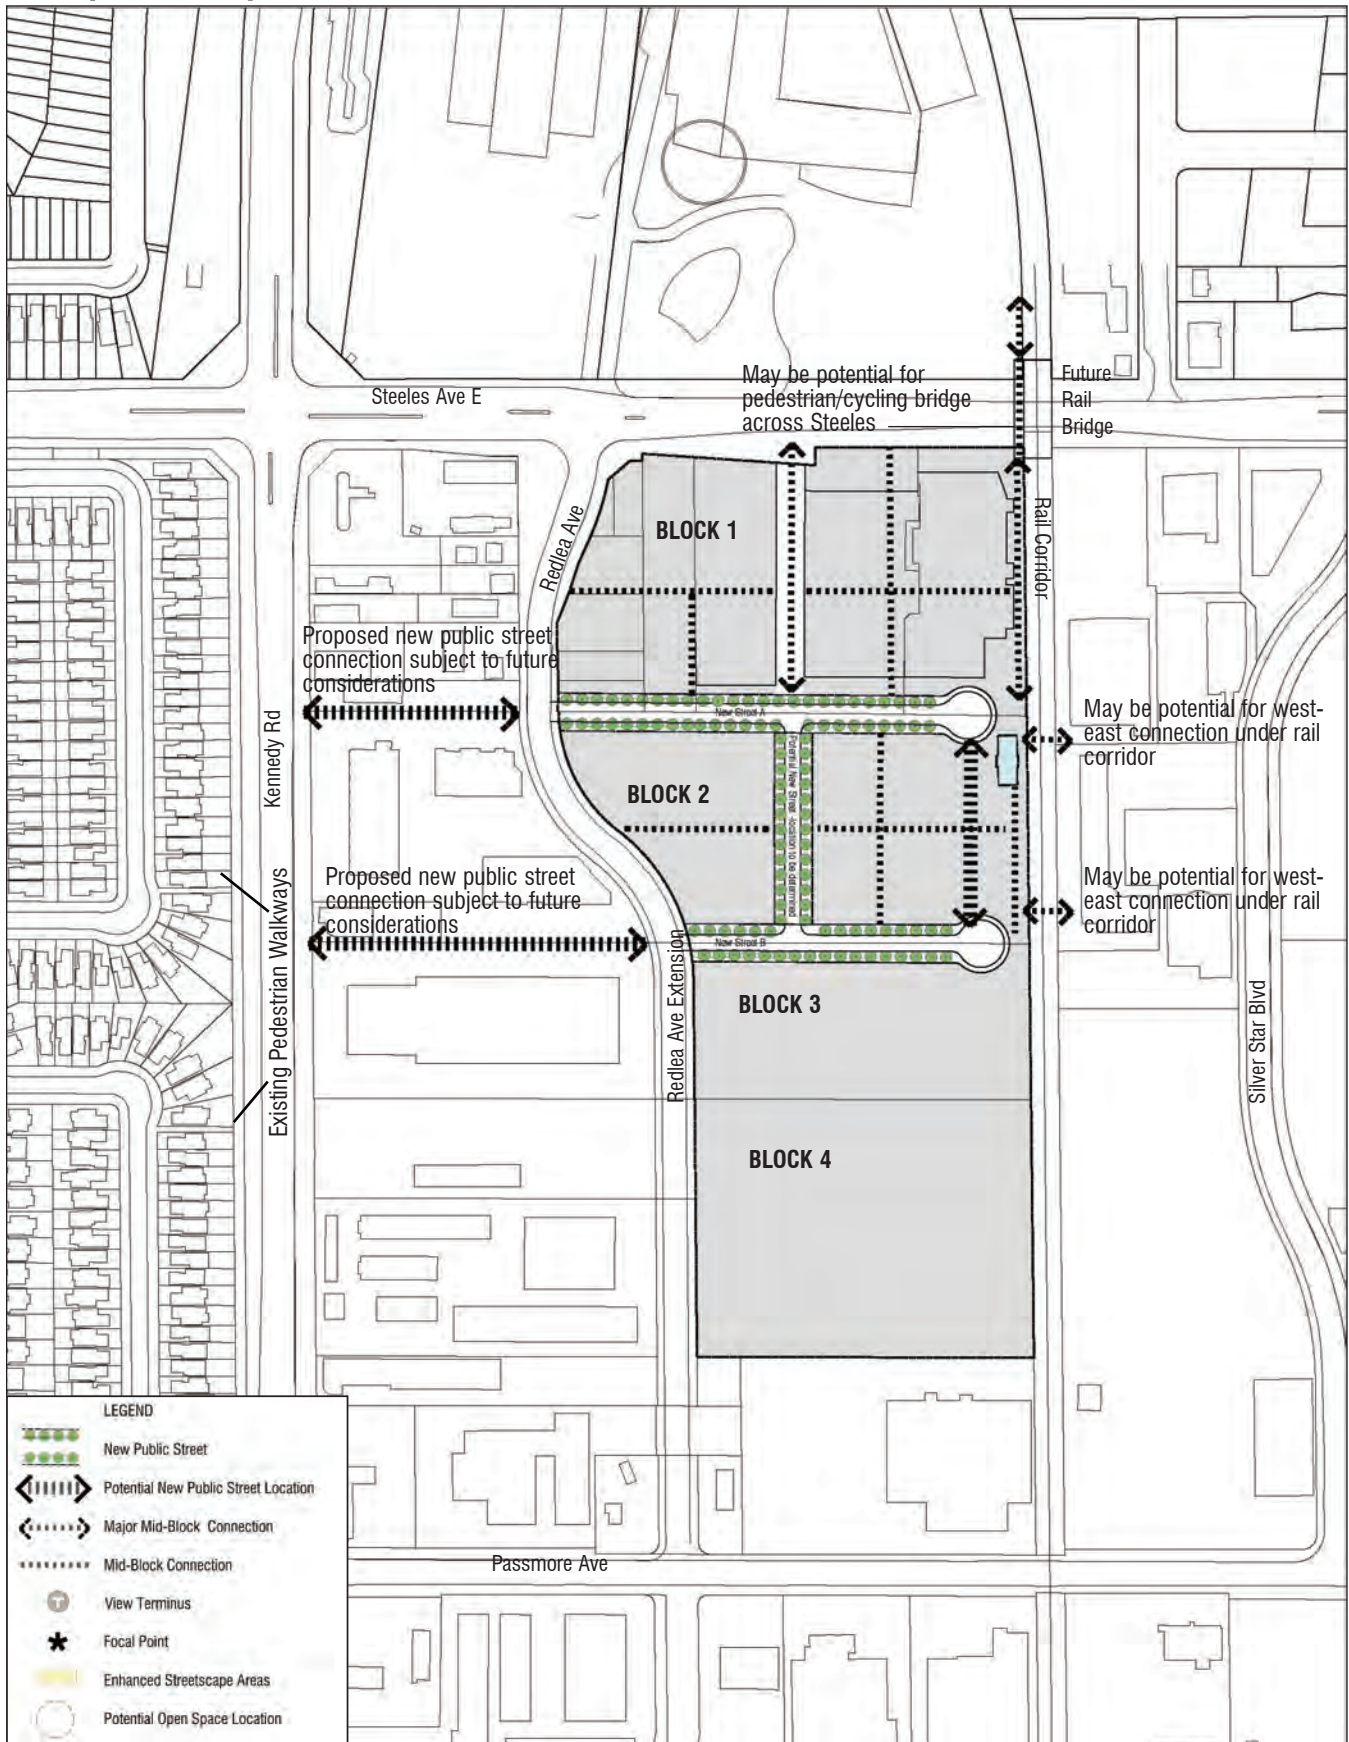 Steeles Ave E
May be potential for
pedestrian/cycling bridge
across Steeles
Future
Rail
Bridge
Redlea Ave
BLOCK 1
Rail Corridor
Proposed new public street
connection subject to future
considerations
Kennedy Rd
New Street A
May be potential for west-
east connection under rail
corridor
BLOCK 2
Potential New Street - location to be determined
Proposed new public street
connection subject to future
considerations
May be potential for west-
east connection under rail
corridor
Existing Pedestrian Walkways
New Street B
Redlea Ave Extension
BLOCK 3
Silver Star Blvd
BLOCK 4
Passmore Ave
LEGEND
New Public Street
Potential New Public Street Location
Major Mid-Block Connection
Mid-Block Connection
T
View Terminus
Focal Point
Enhanced Streetscape Areas
Potential Open Space Location